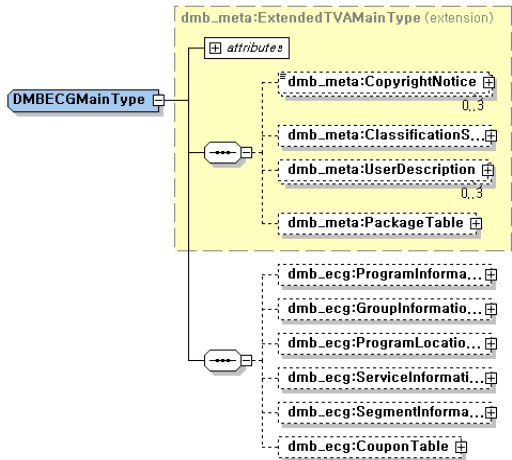 dmb_meta:ExtendedTVAMainType (extension)
attributes
DMBECGMainType
dmb_meta:CopyrightNotice
0..3
dmb_meta:ClassificationS...
dmb_meta:UserDescription
0..3
dmb_meta:PackageTable
dmb_ecg:ProgramInforma...
dmb_ecg:GroupInformatio...
dmb_ecg:ProgramLocatio...
dmb_ecg:ServiceInformati...
dmb_ecg:SegmentInforma...
dmb_ecg:CouponTable